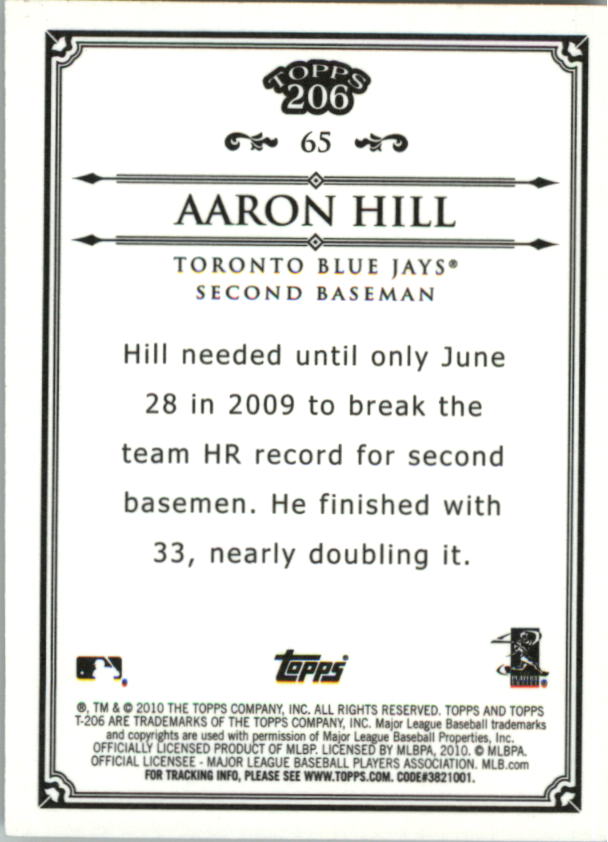 TOPPS
206
65
AARON HILL
TORONTO BLUE JAYS®
SECOND BASEMAN
Hill needed until only June
28 in 2009 to break the
team HR record for second
basemen. He finished with
33, nearly doubling it.
Topps®
®, TM & © 2010 THE TOPPS COMPANY, INC. ALL RIGHTS RESERVED. TOPPS AND TOPPS
T-206 ARE TRADEMARKS OF THE TOPPS COMPANY, INC. Major League Baseball trademarks
and copyrights are used with permission of Major League Baseball Properties, Inc.
OFFICIALLY LICENSED PRODUCT OF MLBP. LICENSED BY MLBPA, 2010. © MLBPA.
OFFICIAL LICENSEE - MAJOR LEAGUE BASEBALL PLAYERS ASSOCIATION. MLB.com
FOR TRACKING INFO, PLEASE SEE WWW.TOPPS.COM. CODE#3821001.